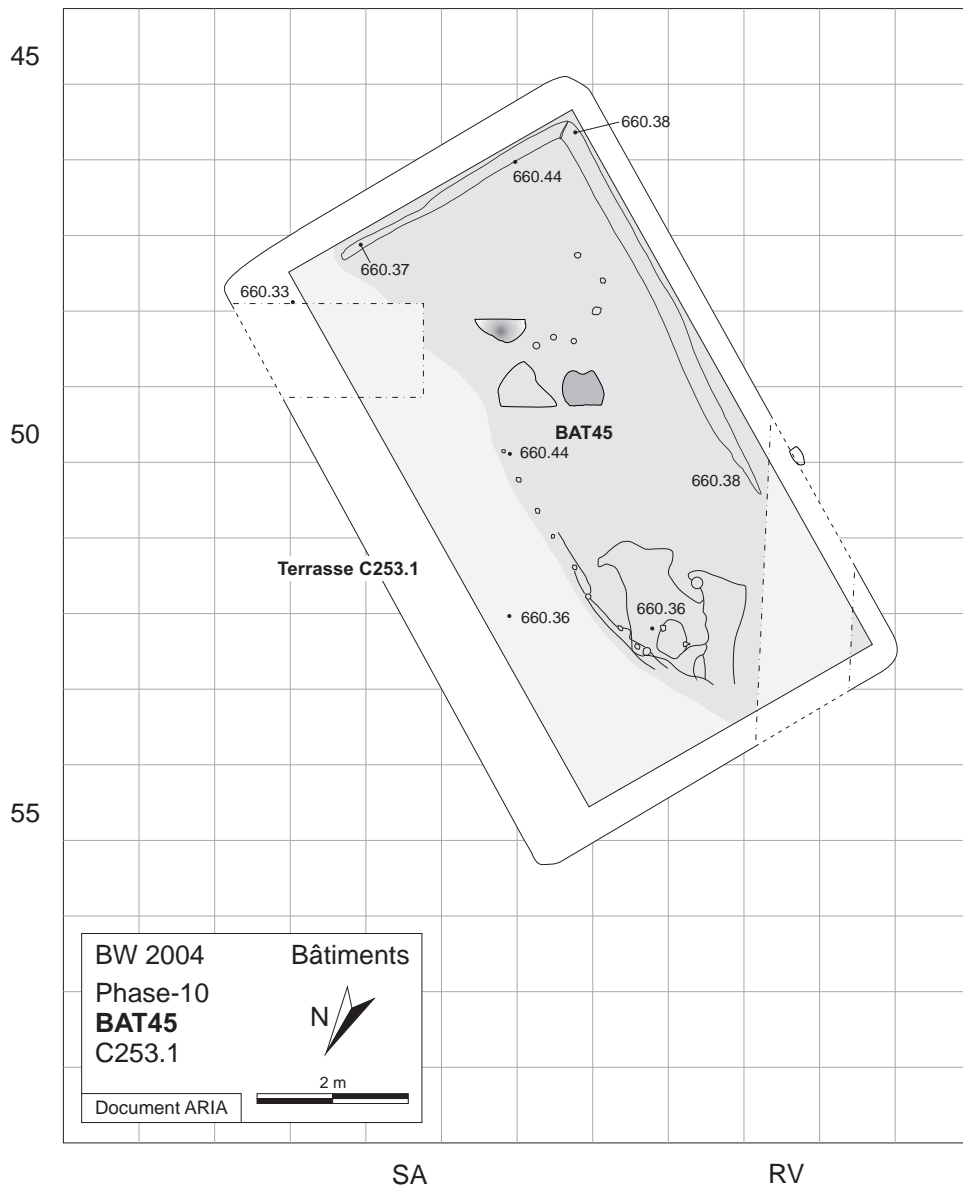 45
660.38
660.44
660.37
660.33
50
BAT45
660.44
660.38
Terrasse C253.1
660.36
660.36
55
BW 2004 Bâtiments
Phase-10
BAT45
C253.1
N
2 m
Document ARIA
SA RV